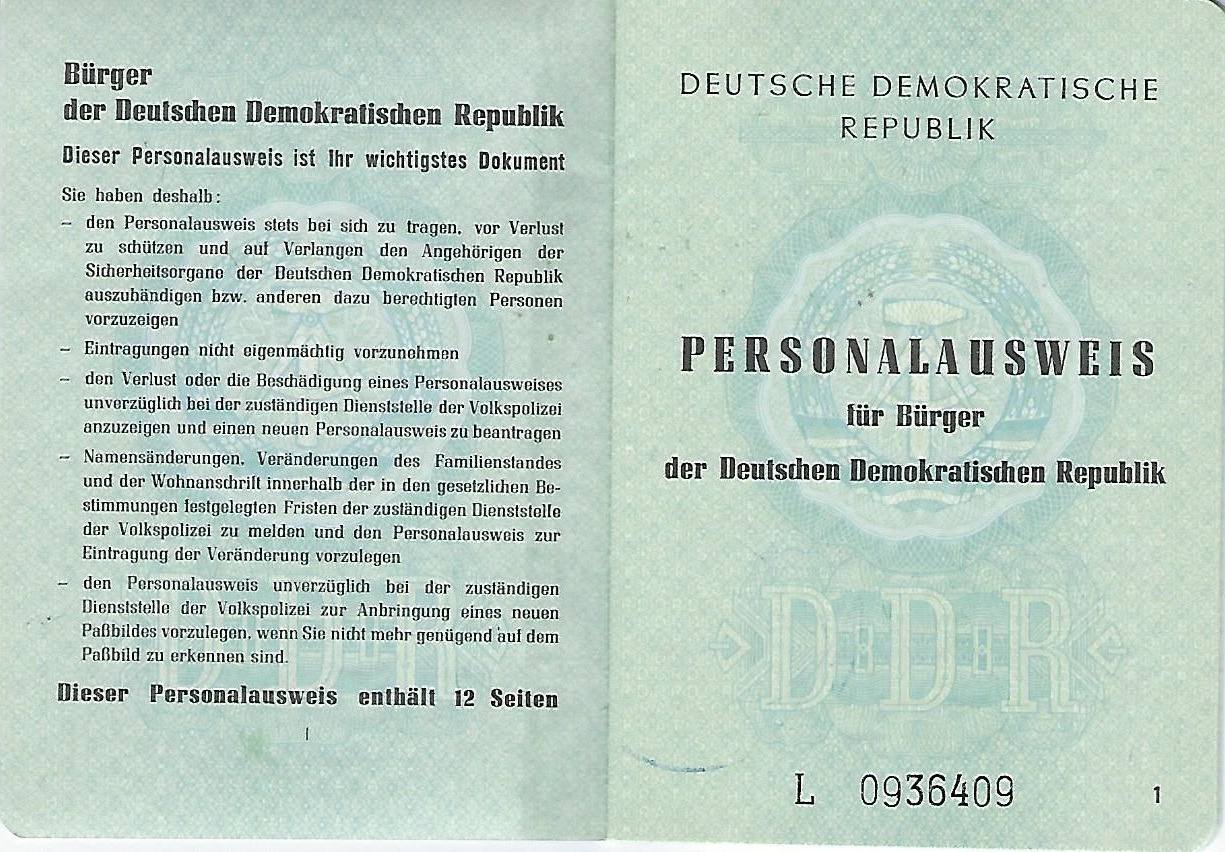 Bürger
der Deutschen Demokratischen Republik
Dieser Personalausweis ist Ihr wichtigstes Dokument
Sie haben deshalb:
– den Personalausweis stets bei sich zu tragen, vor Verlust
zu schützen und auf Verlangen den Angehörigen der
Sicherheitsorgane der Deutschen Demokratischen Republik
auszuhändigen bzw. anderen dazu berechtigten Personen
vorzuzeigen
– Eintragungen nicht eigenmächtig vorzunehmen
– den Verlust oder die Beschädigung eines Personalausweises
unverzüglich bei der zuständigen Dienststelle der Volkspolizei
anzuzeigen und einen neuen Personalausweis zu beantragen
– Namensänderungen, Veränderungen des Familienstandes
und der Wohnanschrift innerhalb der in den gesetzlichen Be-
stimmungen festgelegten Fristen der zuständigen Dienststelle
der Volkspolizei zu melden und den Personalausweis zur
Eintragung der Veränderung vorzulegen
– den Personalausweis unverzüglich bei der zuständigen
Dienststelle der Volkspolizei zur Anbringung eines neuen
Paßbildes vorzulegen, wenn Sie nicht mehr genügend auf dem
Paßbild zu erkennen sind.
Dieser Personalausweis enthält 12 Seiten
I
DEUTSCHE DEMOKRATISCHE
REPUBLIK
PERSONALAUSWEIS
für Bürger
der Deutschen Demokratischen Republik
DDR
L 0936409
1